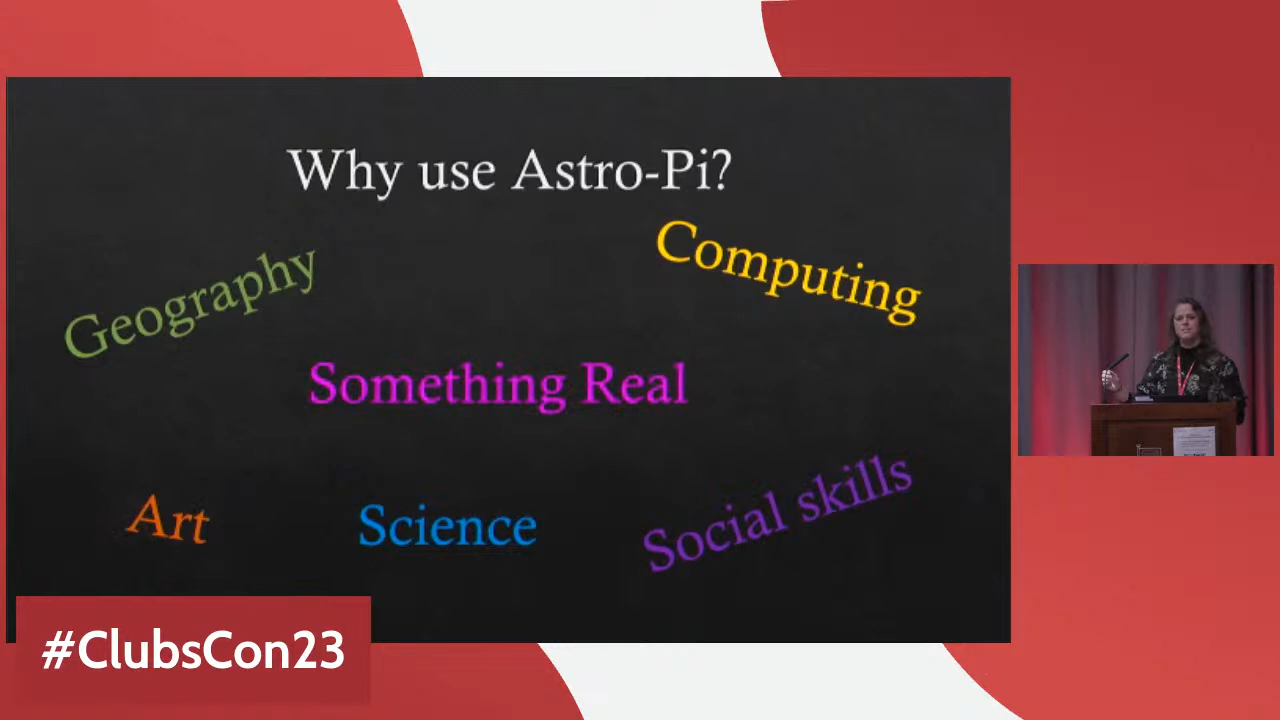 Why use Astro-Pi?
Computing
Geography
Something Real
Art
Science
Social skills
#ClubsCon23